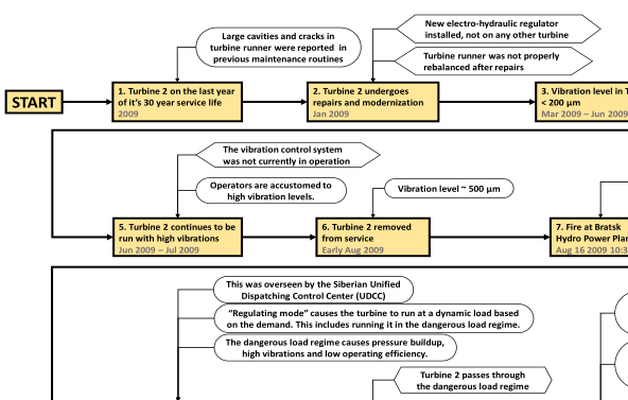 Large cavities and cracks in
turbine runner were reported in
previous maintenance routines
New electro-hydraulic regulator
installed, not on any other turbine
Turbine runner was not properly
rebalanced after repairs
START
1. Turbine 2 on the last year
of it's 30 year service life
2009
2. Turbine 2 undergoes
repairs and modernization
Jan 2009
3. Vibration level in T
< 200 μm
Mar 2009 – Jun 2009
The vibration control system
was not currently in operation
Operators are accustomed to
high vibration levels.
Vibration level ~ 500 μm
5. Turbine 2 continues to be
run with high vibrations
Jun 2009 – Jul 2009
6. Turbine 2 removed
from service
Early Aug 2009
7. Fire at Bratsk
Hydro Power Plan
Aug 16 2009 10:3
This was overseen by the Siberian Unified
Dispatching Control Center (UDCC)
“Regulating mode” causes the turbine to run at a dynamic load based
on the demand. This includes running it in the dangerous load regime.
The dangerous load regime causes pressure buildup,
high vibrations and low operating efficiency.
Turbine 2 passes through
the dangerous load regime